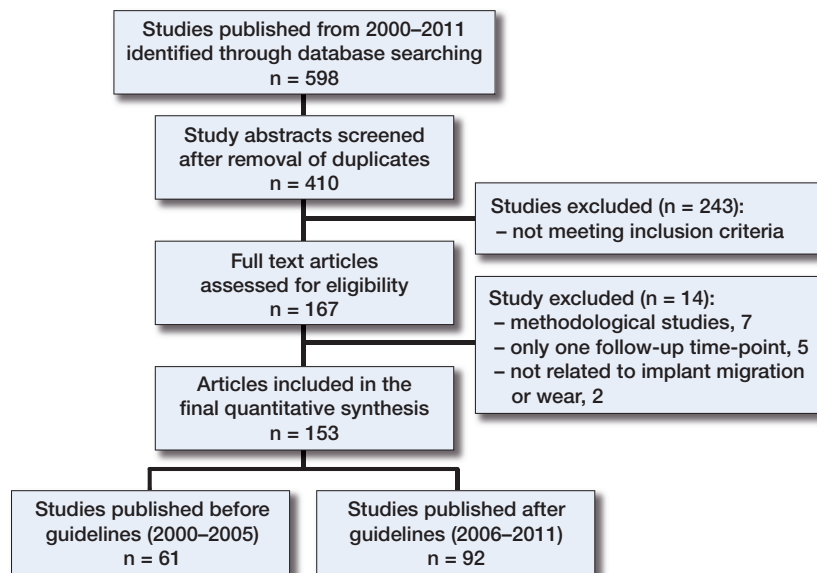 Studies published from 2000–2011
identified through database searching
n = 598
Study abstracts screened
after removal of duplicates
n = 410
Studies excluded (n = 243):
– not meeting inclusion criteria
Full text articles
assessed for eligibility
n = 167
Study excluded (n = 14):
– methodological studies, 7
– only one follow-up time-point, 5
– not related to implant migration
or wear, 2
Articles included in the
final quantitative synthesis
n = 153
Studies published before
guidelines (2000–2005)
n = 61
Studies published after
guidelines (2006–2011)
n = 92